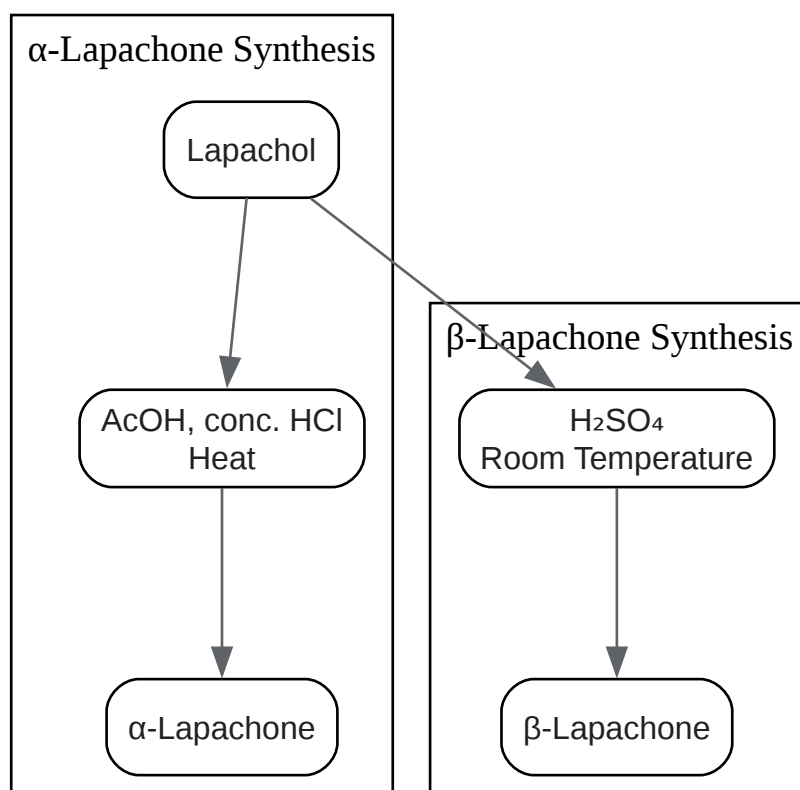 α-Lapachone Synthesis
Lapachol
β-Lapachone Synthesis
AcOH, conc. HCl
Heat
H₂SO₄
Room Temperature
α-Lapachone
β-Lapachone